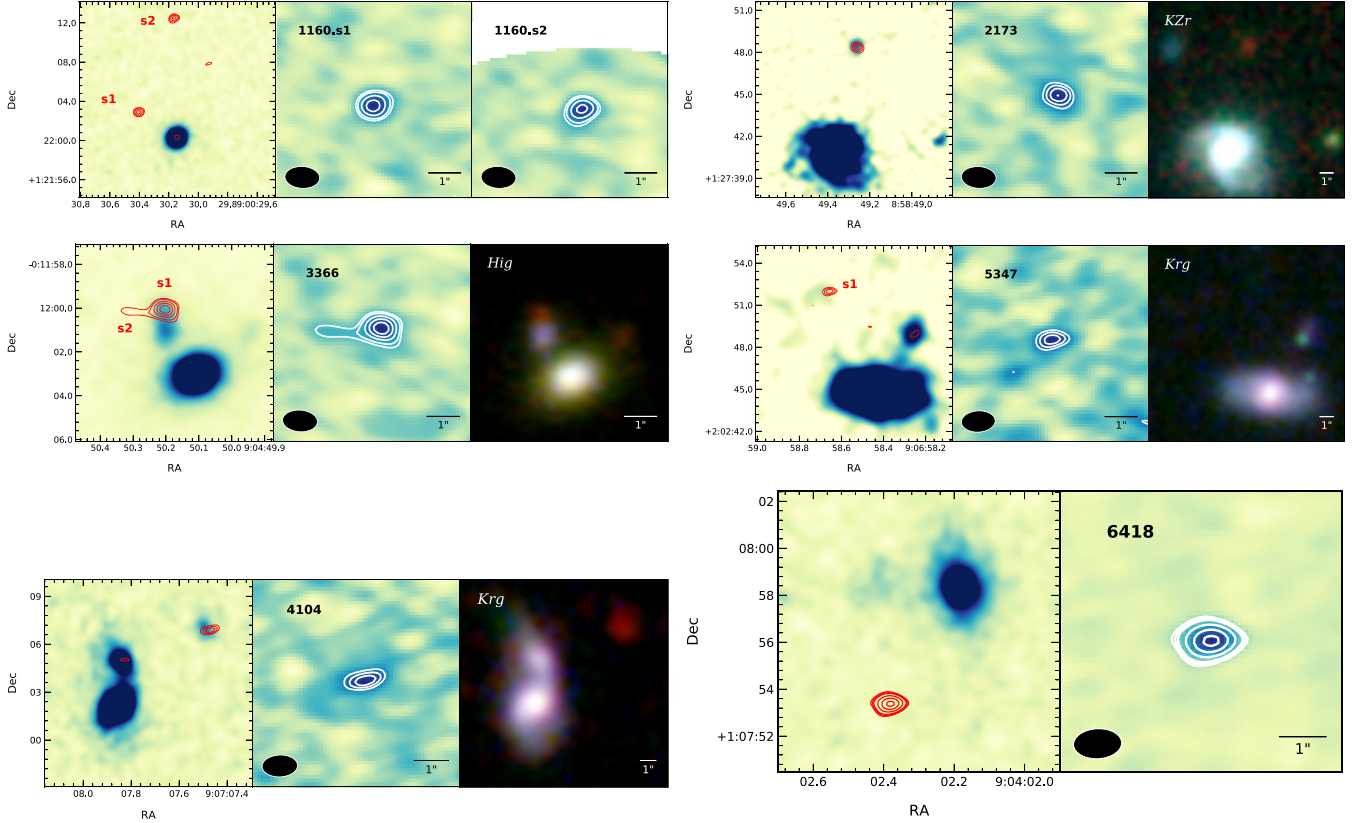 s2
s1
12.0
08.0
04.0
22:00.0
+1:21:56.0
Dec
30.8 30.6 30.4 30.2 30.0 29.89:00:29.6
RA
1160.s1
1"
1160.s2
1"
51.0
48.0
45.0
42.0
+1:27:39.0
Dec
49.6 49.4 49.2 8:58:49.0
RA
2173
1"
KZr
1"
-0:11:58.0
12:00.0
02.0
04.0
06.0
Dec
s1
s2
50.4 50.3 50.2 50.1 50.0 9:04:49.9
RA
3366
1"
Hig
1"
54.0
51.0
48.0
45.0
+2:02:42.0
Dec
s1
59.0 58.8 58.6 58.4 9:06:58.2
RA
5347
1"
Krg
1"
09
06
03
00
Dec
08.0 07.8 07.6 9:07:07.4
RA
4104
1"
Krg
1"
02
08:00
58
56
54
+1:07:52
Dec
02.6 02.4 02.2 9:04:02.0
RA
6418
1"